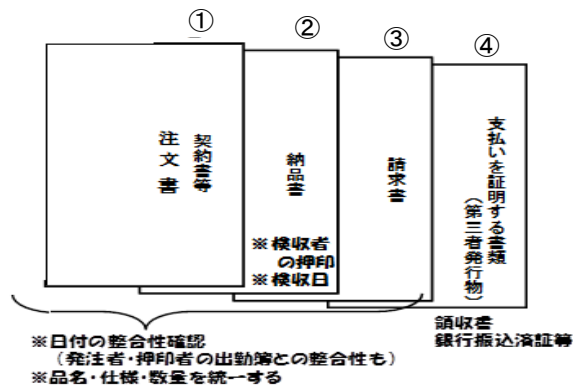 ① ② ③ ④
契約書等
注文書
納品書
※検収者
の押印
※検収日
請求書
支払いを証明する書類
（第三者発行物）
領収書
銀行振込済証等
※日付の整合性確認
（発注者・押印者の出勤簿との整合性も）
※品名・仕様・数量を統一する